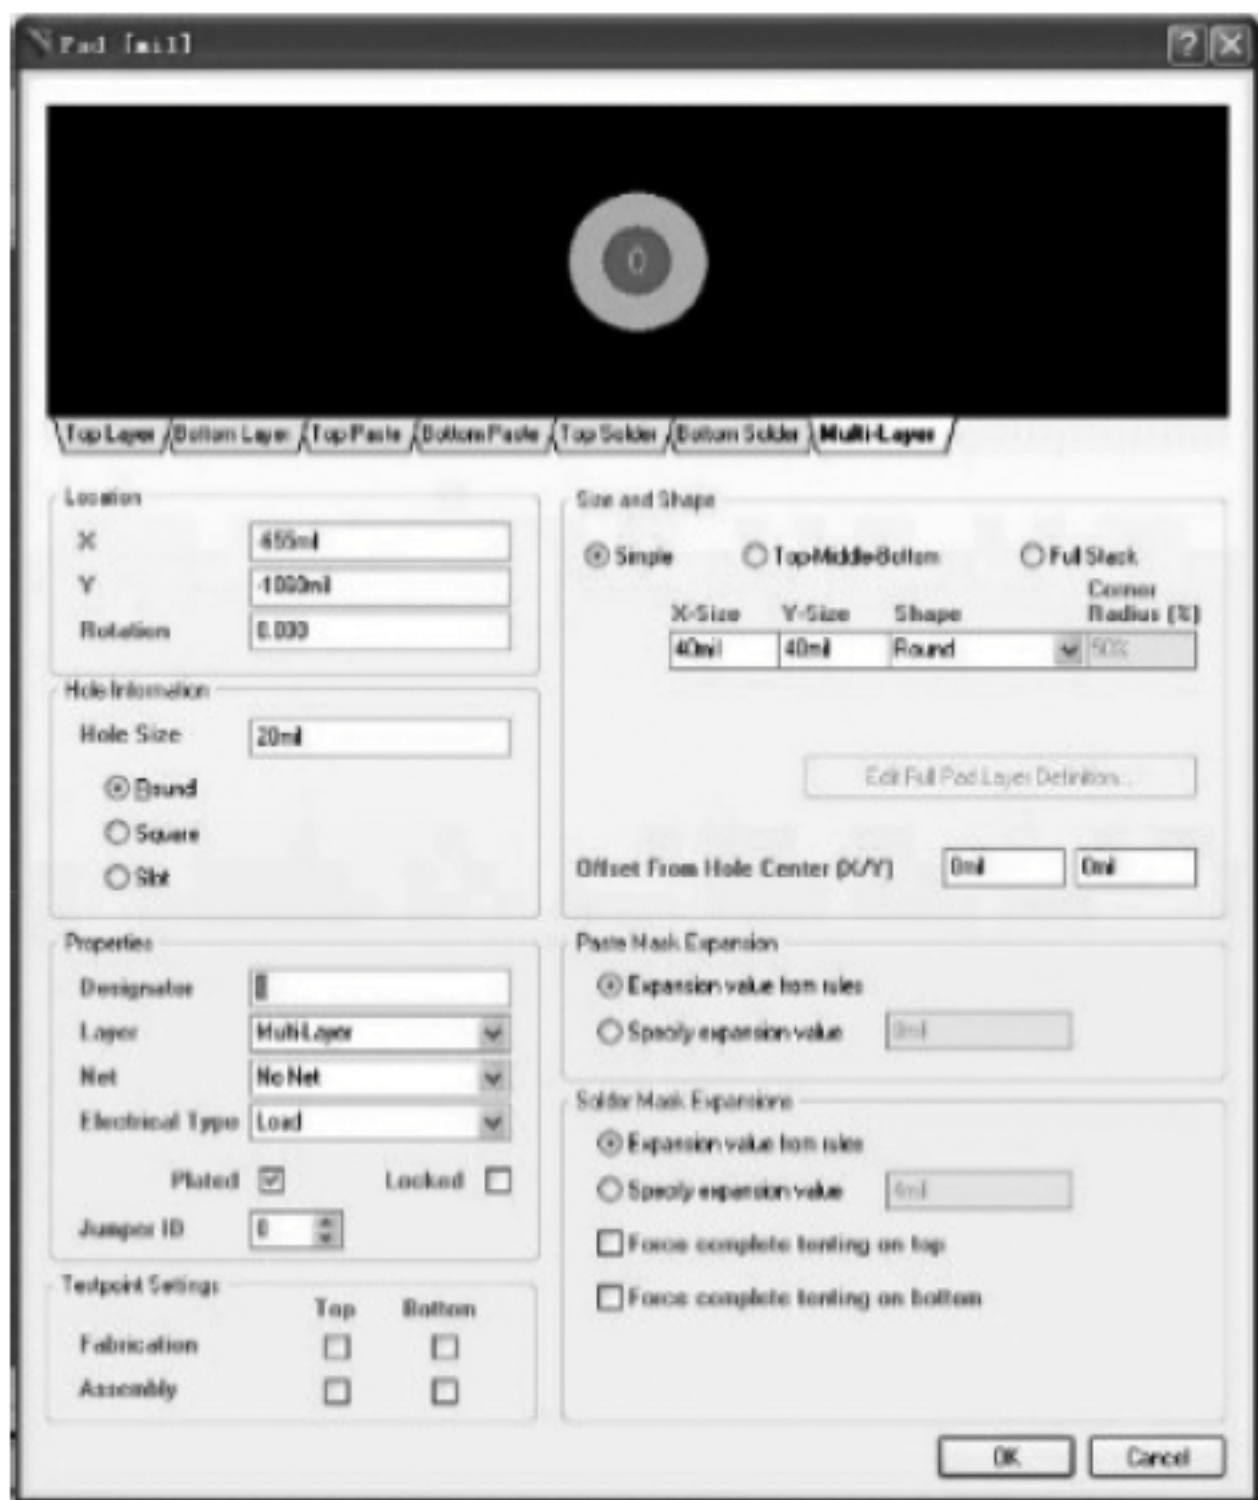 Pad [mil]
0
Top Layer Bottom Layer Top Paste Bottom Paste Top Solder Bottom Solder Multi-Layer
Location
X -655mil
Y
Rotation 0.000
Hole Information
Hole Size 20mil
Round
Square
Slot
Size and Shape
Simple Top-Middle-Bottom Full Stack
X-Size Y-Size Shape Corner Radius (%)
40mil 40mil Round 50%
Edit Full Pad Layer Definition...
Offset From Hole Center (X/Y) 0mil 0mil
Properties
Designator
Layer Multi-Layer
Net No Net
Electrical Type Load
Plated Locked
Jumper ID 0
Testpoint Settings
Top Bottom
Fabrication
Assembly
Paste Mask Expansion
Expansion value from rules
Specify expansion value 0mil
Solder Mask Expansions
Expansion value from rules
Specify expansion value 4mil
Force complete tenting on top
Force complete tenting on bottom
OK Cancel